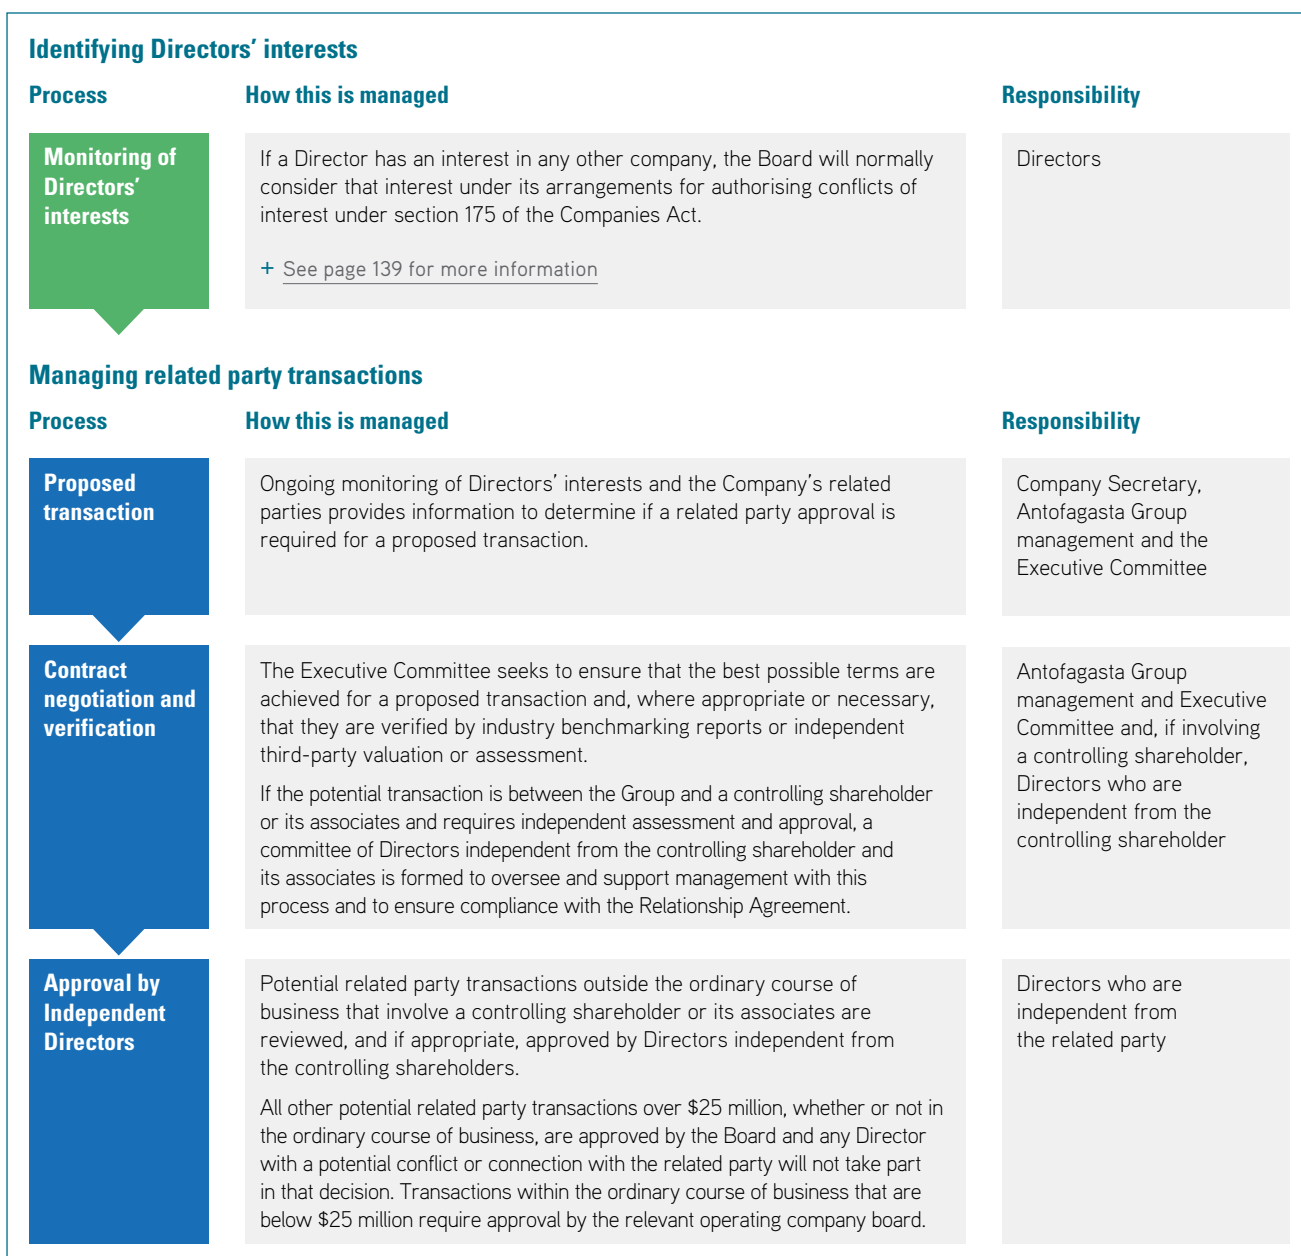 Identifying Directors’ interests
Process
How this is managed
Responsibility
Monitoring of
Directors’
interests
If a Director has an interest in any other company, the Board will normally
consider that interest under its arrangements for authorising conflicts of
interest under section 175 of the Companies Act.
+ See page 139 for more information
Directors
Managing related party transactions
Process
How this is managed
Responsibility
Proposed
transaction
Ongoing monitoring of Directors’ interests and the Company’s related
parties provides information to determine if a related party approval is
required for a proposed transaction.
Company Secretary,
Antofagasta Group
management and the
Executive Committee
Contract
negotiation and
verification
The Executive Committee seeks to ensure that the best possible terms are
achieved for a proposed transaction and, where appropriate or necessary,
that they are verified by industry benchmarking reports or independent
third-party valuation or assessment.
If the potential transaction is between the Group and a controlling shareholder
or its associates and requires independent assessment and approval, a
committee of Directors independent from the controlling shareholder and
its associates is formed to oversee and support management with this
process and to ensure compliance with the Relationship Agreement.
Antofagasta Group
management and Executive
Committee and, if involving
a controlling shareholder,
Directors who are
independent from the
controlling shareholder
Approval by
Independent
Directors
Potential related party transactions outside the ordinary course of
business that involve a controlling shareholder or its associates are
reviewed, and if appropriate, approved by Directors independent from
the controlling shareholders.
All other potential related party transactions over $25 million, whether or not in
the ordinary course of business, are approved by the Board and any Director
with a potential conflict or connection with the related party will not take part
in that decision. Transactions within the ordinary course of business that are
below $25 million require approval by the relevant operating company board.
Directors who are
independent from
the related party